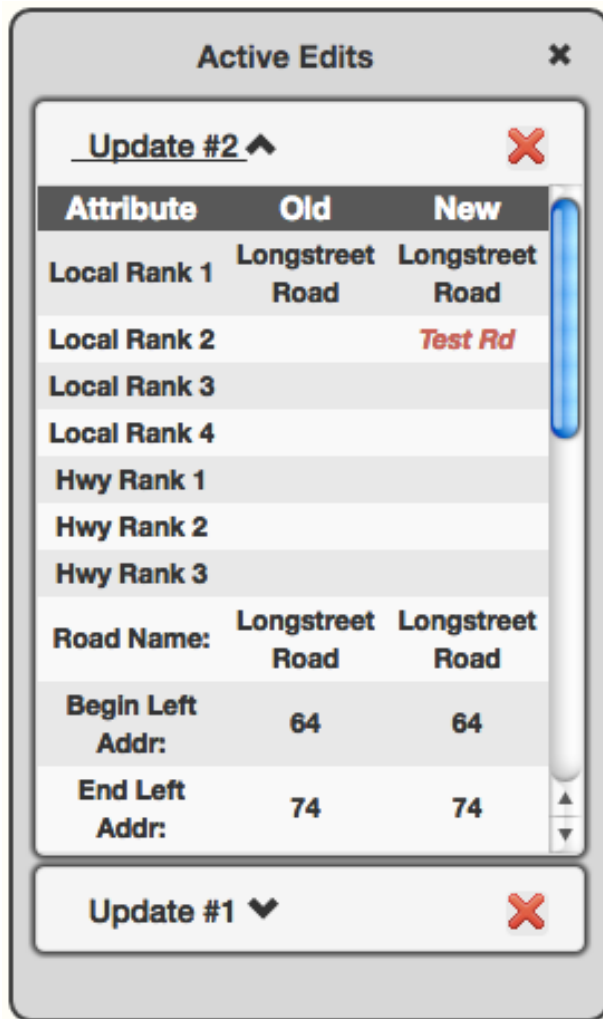 Active Edits
Update #2
Attribute Old New
Local Rank 1 Longstreet Road Longstreet Road
Local Rank 2 Test Rd
Local Rank 3
Local Rank 4
Hwy Rank 1
Hwy Rank 2
Hwy Rank 3
Road Name: Longstreet Road Longstreet Road
Begin Left Addr: 64 64
End Left Addr: 74 74
Update #1